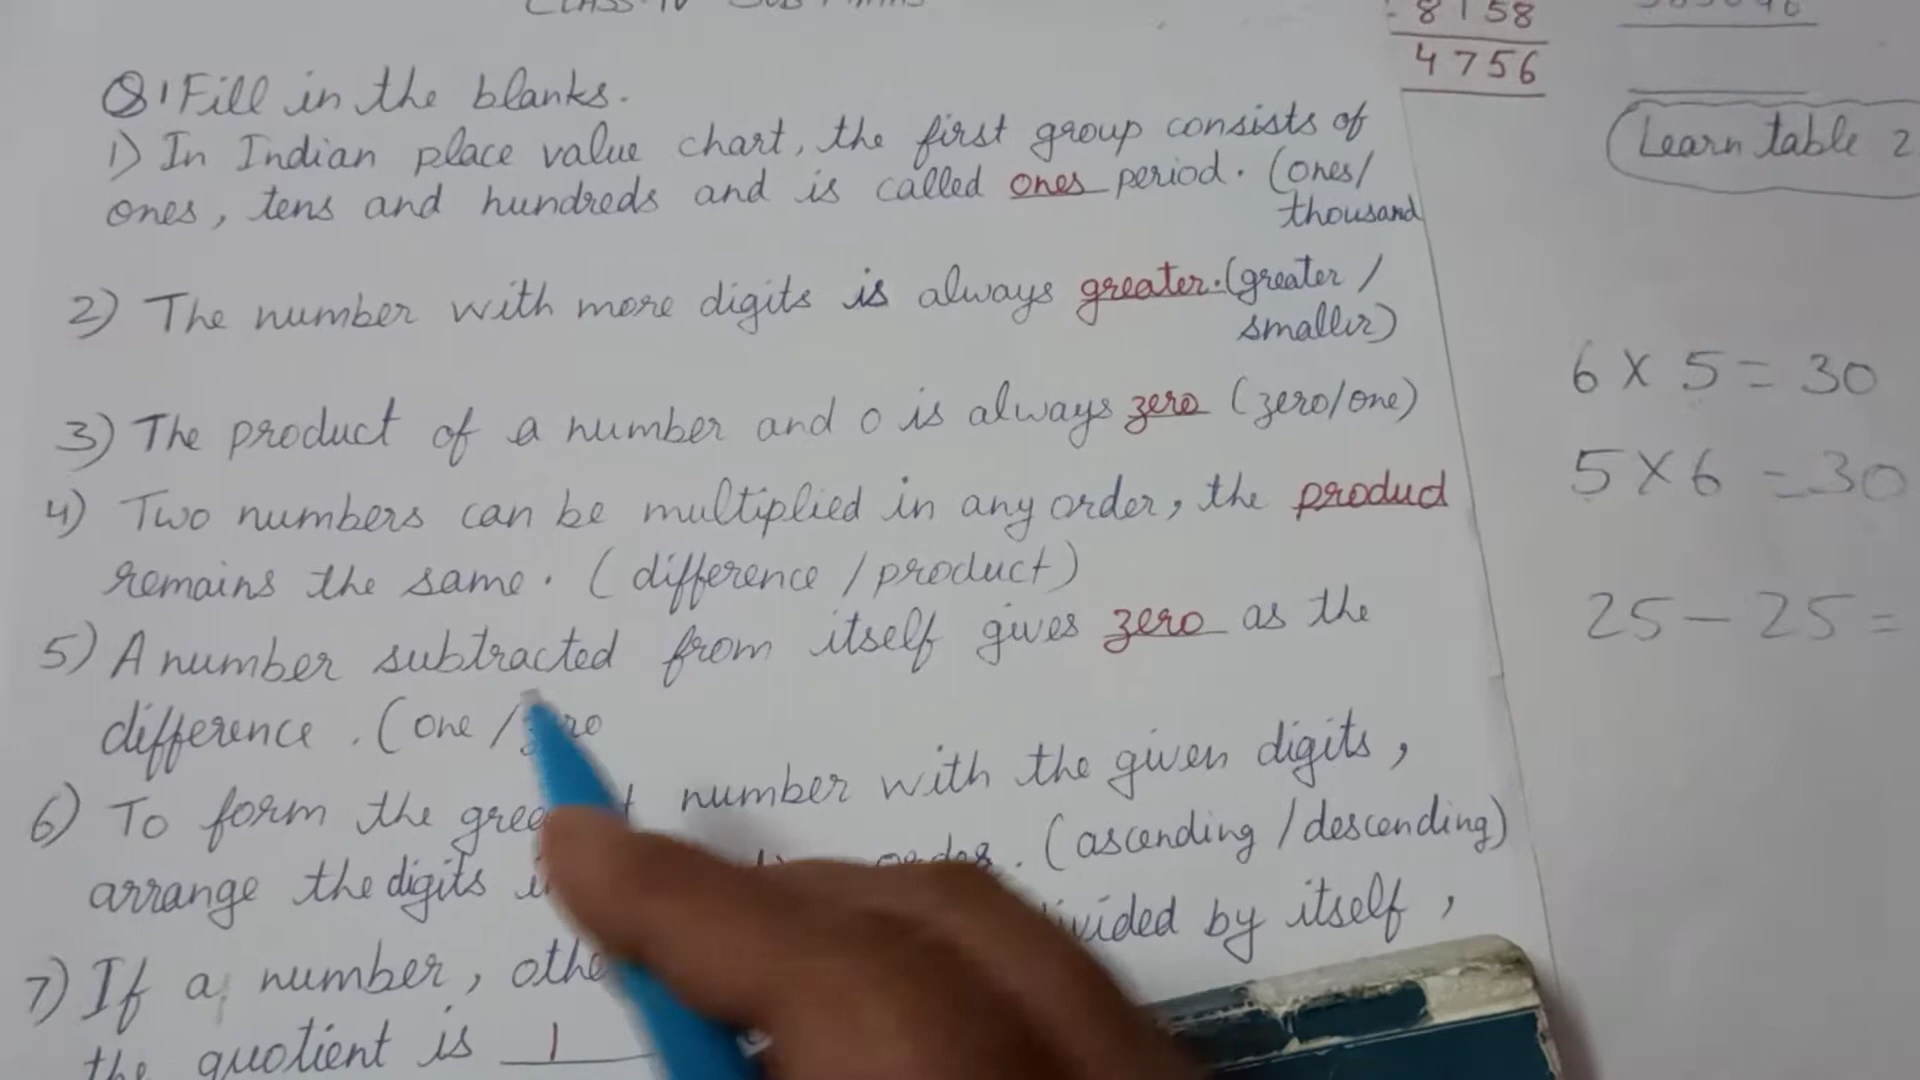 8158
4756
Learn table 2
Q1 Fill in the blanks.
1) In Indian place value chart, the first group consists of
ones, tens and hundreds and is called ones period. (ones/
thousand
2) The number with more digits is always greater. (greater /
smaller)
3) The product of a number and 0 is always zero (zero/one)
4) Two numbers can be multiplied in any order, the product
remains the same. (difference / product)
5) A number subtracted from itself gives zero as the
difference. (one /
6) To form the number with the given digits,
arrange the digits order. (ascending / descending)
7) If a number, divided by itself,
the quotient is 1
6 X 5 = 30
5 X 6 = 30
25 - 25 =